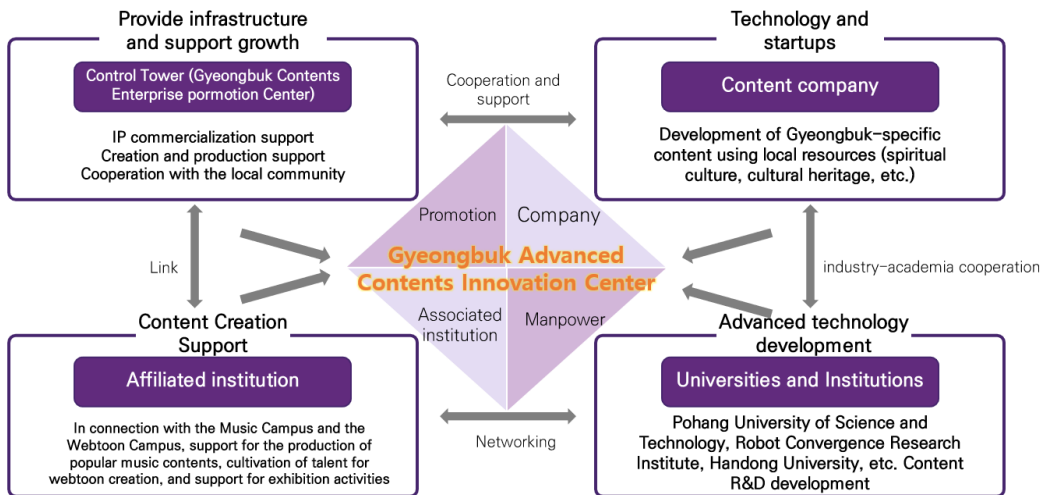 Provide infrastructure
and support growth
Control Tower (Gyeongbuk Contents
Enterprise pormotion Center)
IP commercialization support
Creation and production support
Cooperation with the local community
Cooperation and
support
Technology and
startups
Content company
Development of Gyeongbuk-specific
content using local resources (spiritual
culture, cultural heritage, etc.)
Promotion
Company
Link
Gyeongbuk Advanced
Contents Innovation Center
industry-academia cooperation
Associated
institution
Manpower
Content Creation
Support
Affiliated institution
In connection with the Music Campus and the
Webtoon Campus, support for the production of
popular music contents, cultivation of talent for
webtoon creation, and support for exhibition activities
Networking
Advanced technology
development
Universities and Institutions
Pohang University of Science and
Technology, Robot Convergence Research
Institute, Handong University, etc. Content
R&D development